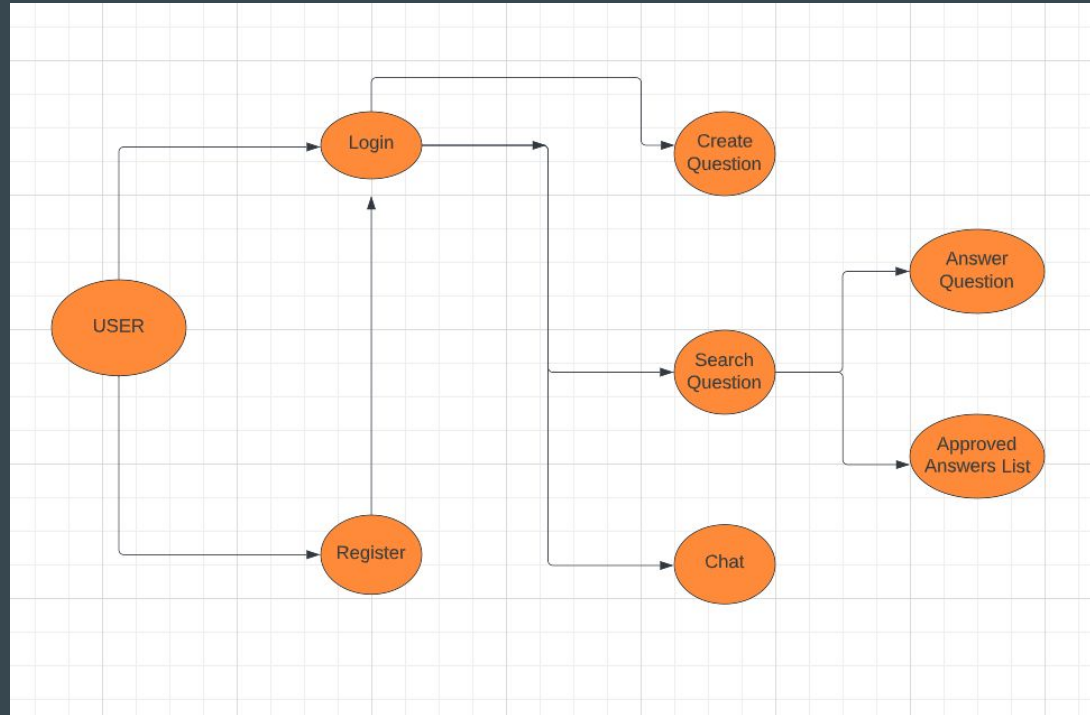 Login
Create
Question
Answer
Question
USER
Search
Question
Approved
Answers List
Register
Chat